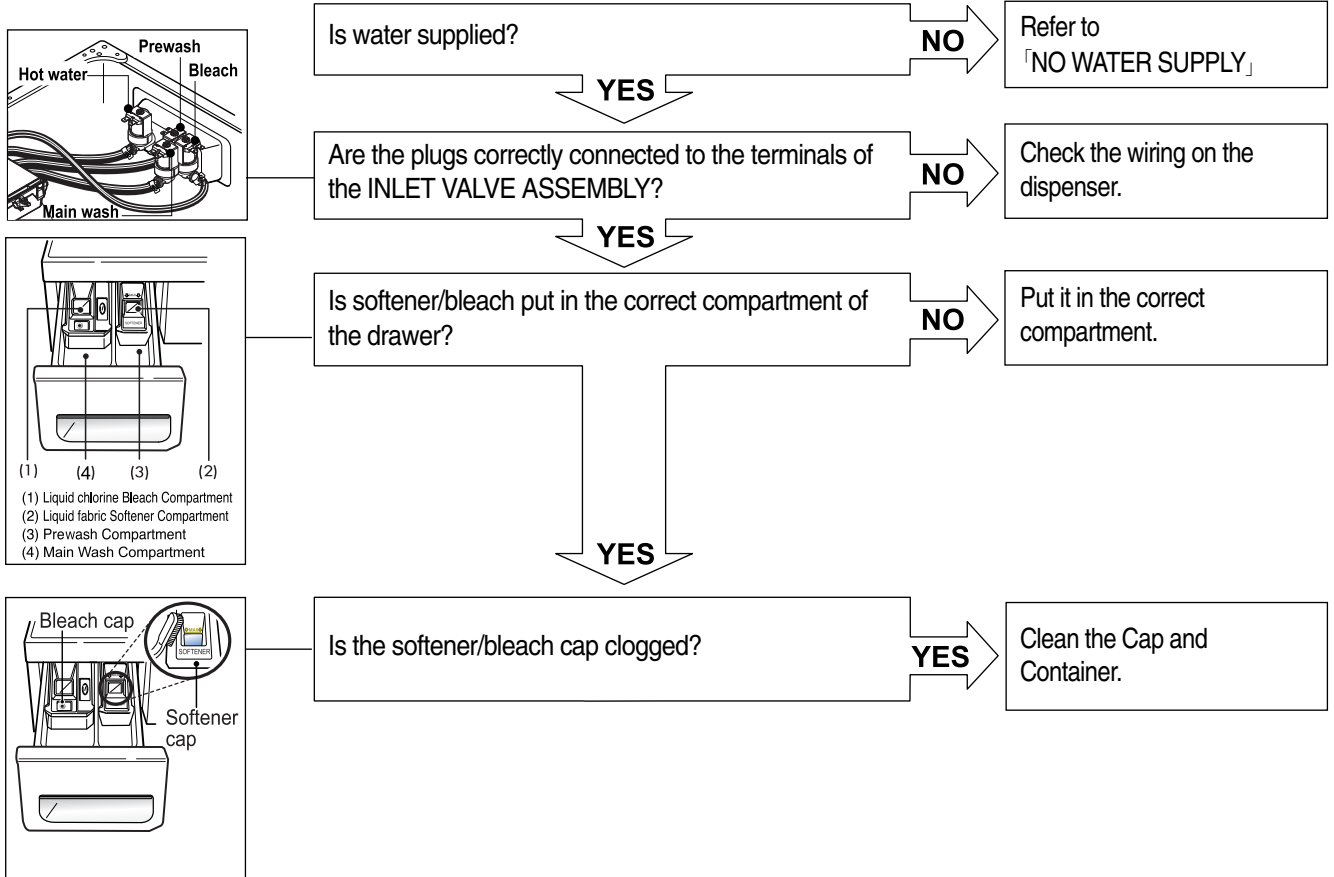 Is water supplied?
NO
Refer to
「NO WATER SUPPLY」
YES
Prewash
Hot water
Bleach
Main wash
Are the plugs correctly connected to the terminals of
the INLET VALVE ASSEMBLY?
NO
Check the wiring on the
dispenser.
YES
SOFTENER
(1)
(4)
(3)
(2)
(1) Liquid chlorine Bleach Compartment
(2) Liquid fabric Softener Compartment
(3) Prewash Compartment
(4) Main Wash Compartment
Is softener/bleach put in the correct compartment of
the drawer?
NO
Put it in the correct
compartment.
YES
Bleach cap
MAX
SOFTENER
Softener
cap
Is the softener/bleach cap clogged?
YES
Clean the Cap and
Container.